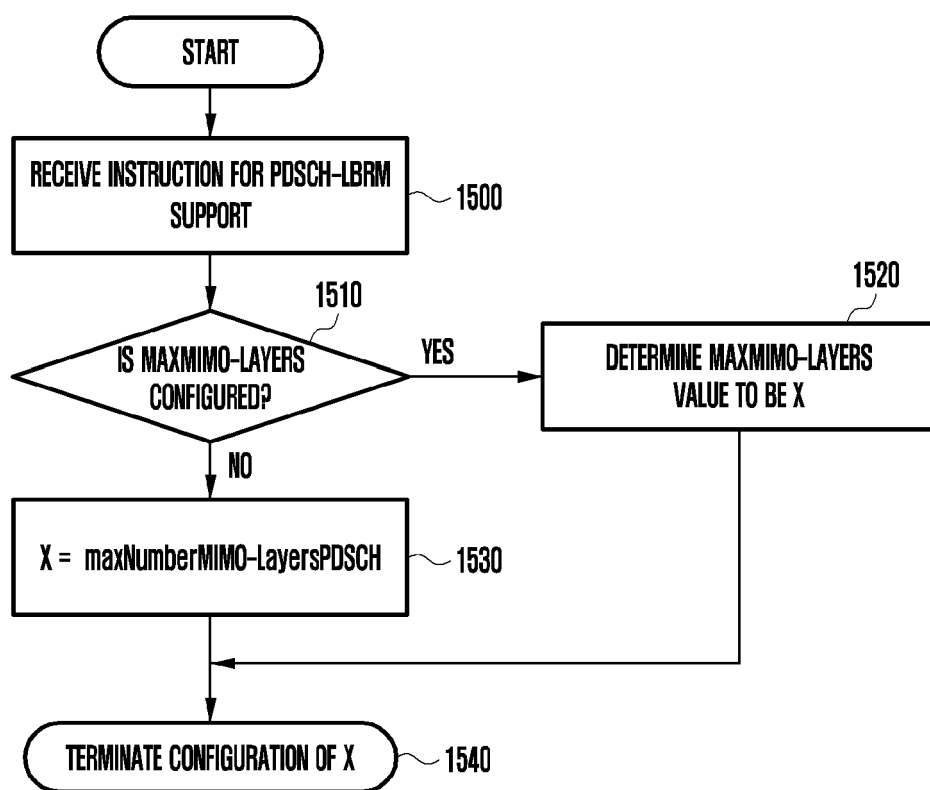 START
RECEIVE INSTRUCTION FOR PDSCH-LBRM
SUPPORT
1500
1510
IS MAXMIMO-LAYERS
CONFIGURED?
YES
1520
DETERMINE MAXMIMO-LAYERS
VALUE TO BE X
NO
X = maxNumberMIMO-LayersPDSCH
1530
TERMINATE CONFIGURATION OF X
1540